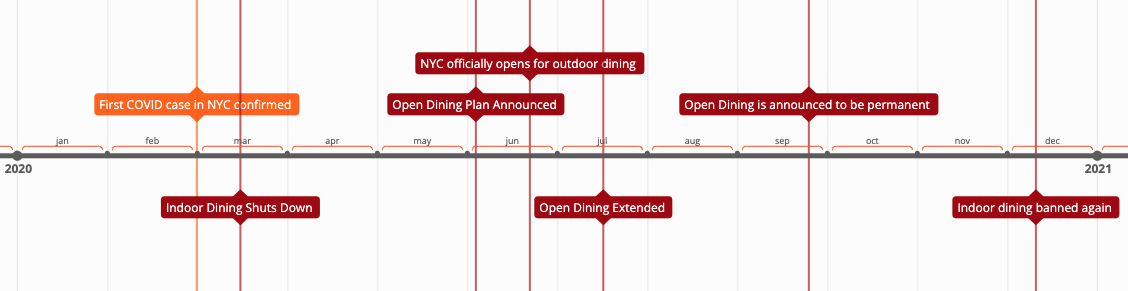 NYC officially opens for outdoor dining
First COVID case in NYC confirmed
Open Dining Plan Announced
Open Dining is announced to be permanent
jan feb mar apr may jun jul aug sep oct nov dec
2020 2021
Indoor Dining Shuts Down
Open Dining Extended
Indoor dining banned again